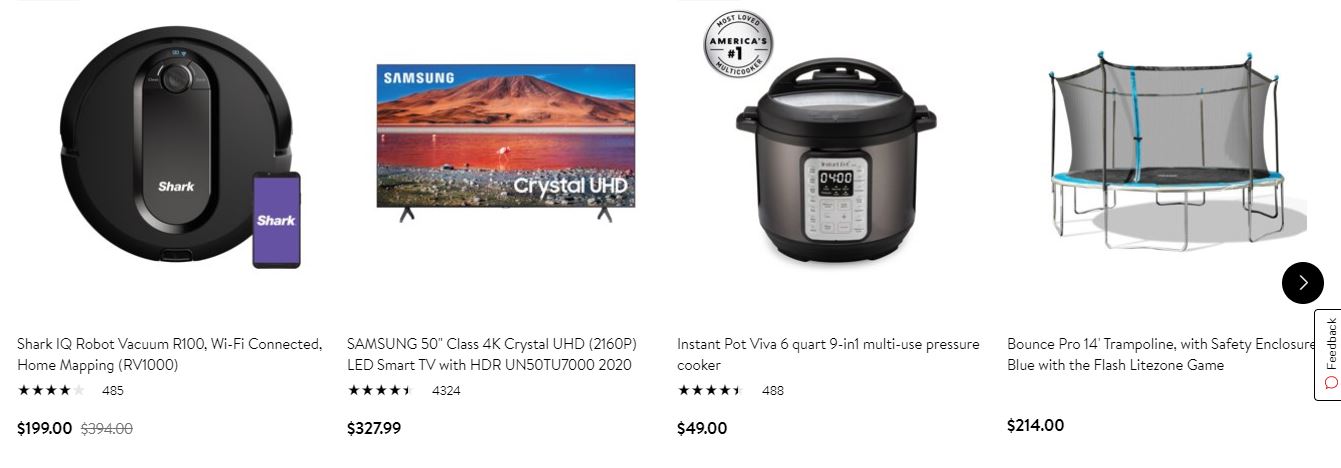 Shark
Shark
SAMSUNG
Crystal UHD
MOST LOVED
AMERICA'S
#1
MULTICOOKER
04:00
Shark IQ Robot Vacuum R100, Wi-Fi Connected,
Home Mapping (RV1000)
485
$199.00 $394.00
SAMSUNG 50" Class 4K Crystal UHD (2160P)
LED Smart TV with HDR UN50TU7000 2020
4324
$327.99
Instant Pot Viva 6 quart 9-in1 multi-use pressure
cooker
488
$49.00
Bounce Pro 14' Trampoline, with Safety Enclosure
Blue with the Flash Litezone Game
$214.00
Feedback